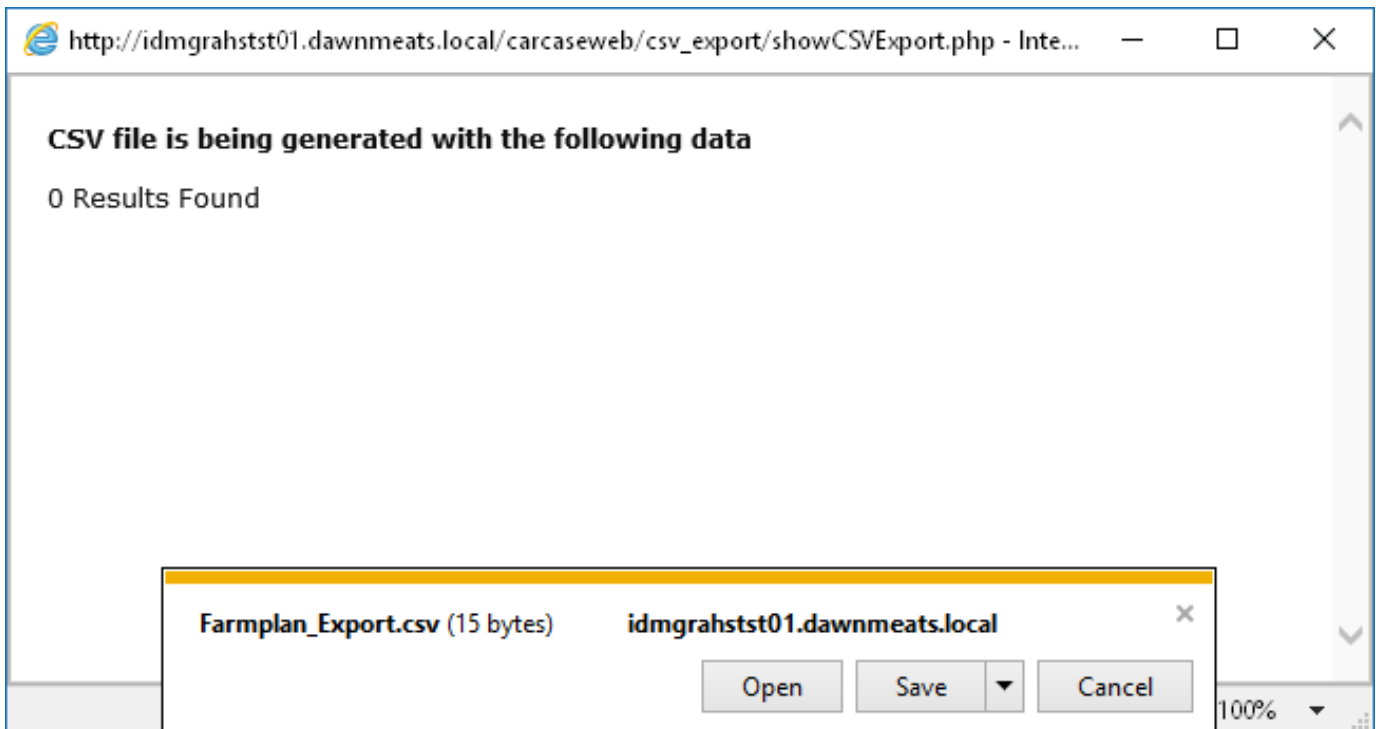 http://idmgrahstst01.dawnmeats.local/carcaseweb/csv_export/showCSVExport.php - Inte...
CSV file is being generated with the following data
0 Results Found
Farmplan_Export.csv (15 bytes) idmgrahstst01.dawnmeats.local
Open Save Cancel
100%